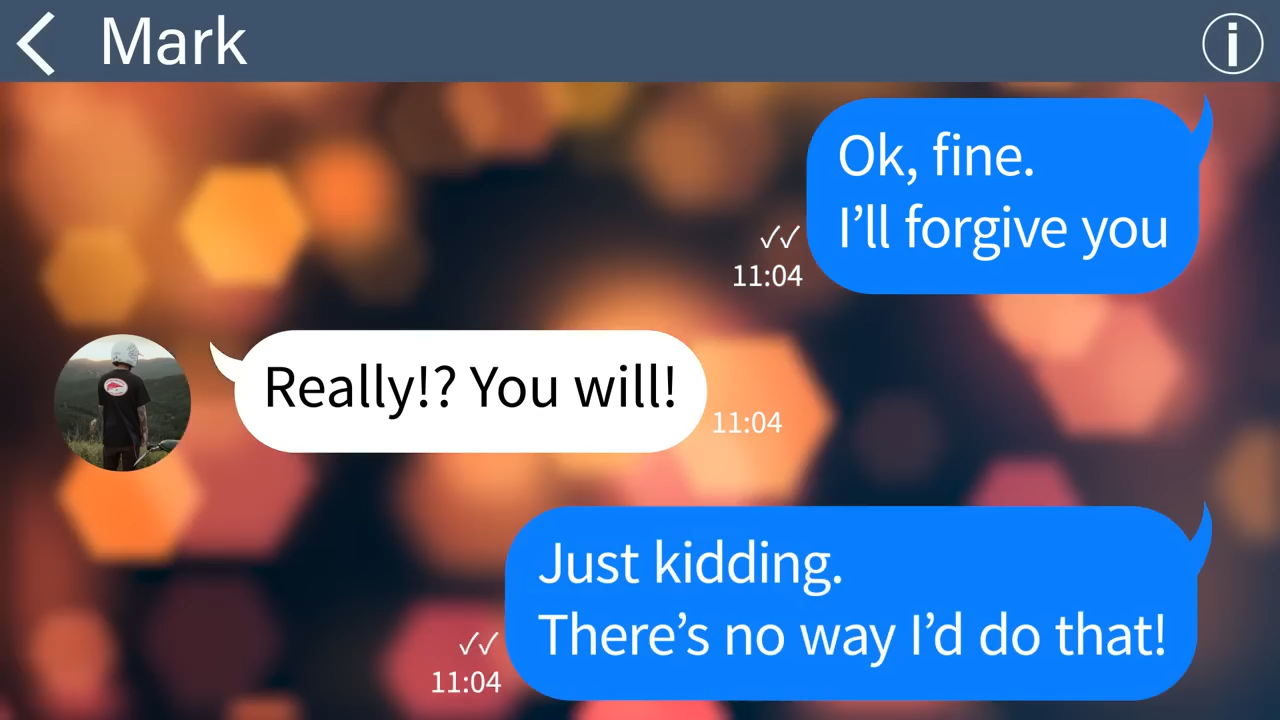 Mark
Ok, fine.
I’ll forgive you
✓✓
11:04
Really!? You will!
11:04
Just kidding.
There’s no way I’d do that!
✓✓
11:04